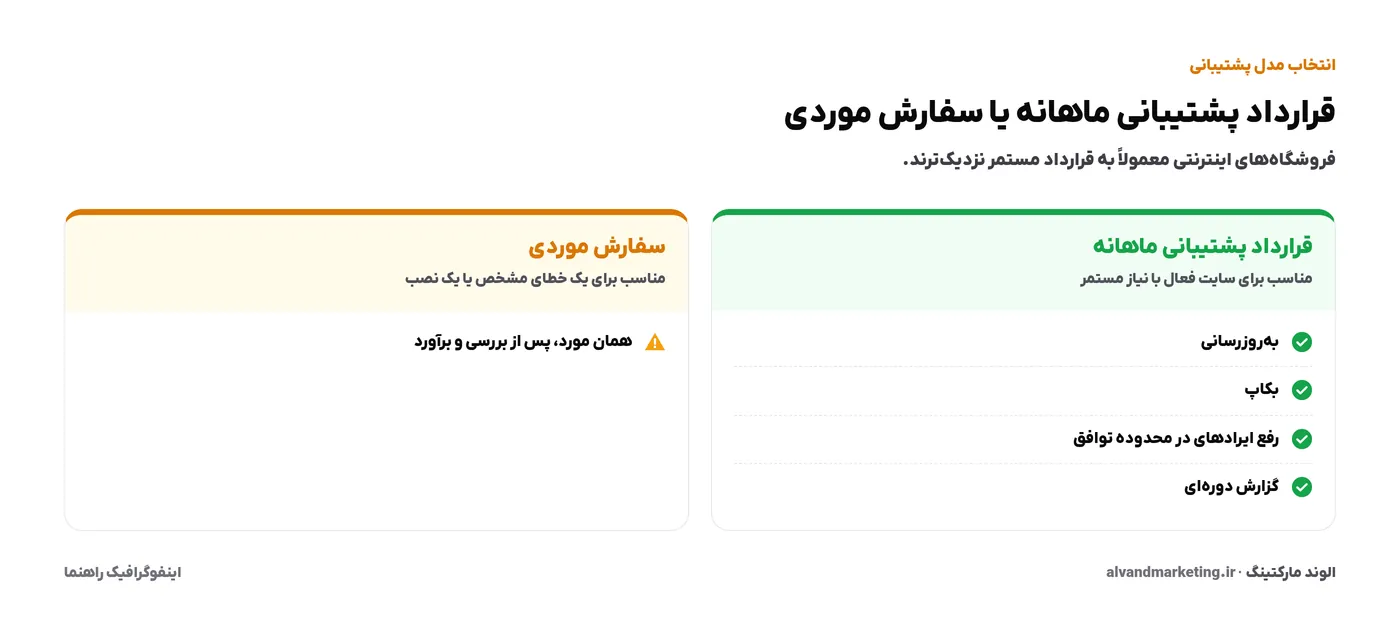 انتخاب مدل پشتیبانی
قرارداد پشتیبانی ماهانه یا سفارش موردی
فروشگاه‌های اینترنتی معمولاً به قرارداد مستمر نزدیک‌ترند.
قرارداد پشتیبانی ماهانه
مناسب برای سایت فعال با نیاز مستمر
به‌روزرسانی
بکاپ
رفع ایرادهای در محدوده توافق
گزارش دوره‌ای
سفارش موردی
مناسب برای یک خطای مشخص یا یک نصب
همان مورد، پس از بررسی و برآورد
الوند مارکتینگ · alvandmarketing.ir
اینفوگرافیک راهنما